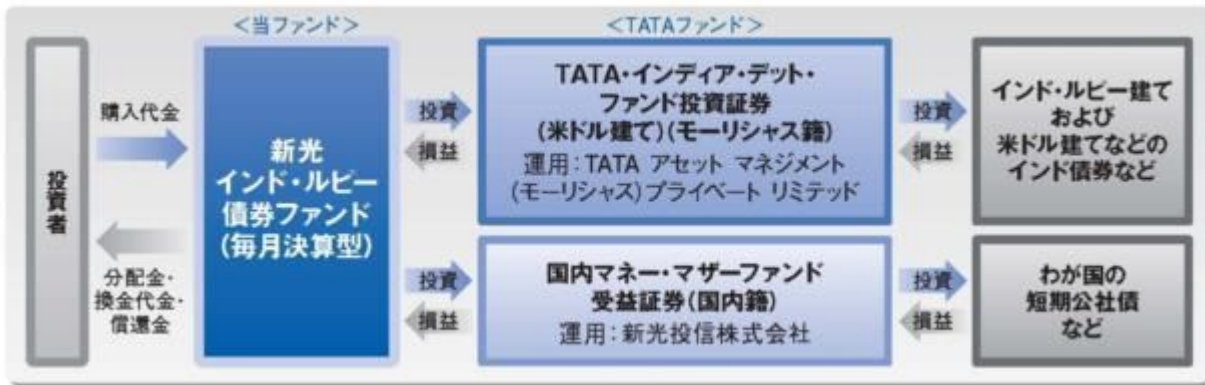 <当ファンド>
<TATAファンド>
投資者
購入代金
分配金・
換金代金・
償還金
新光
インド・ルピー
債券ファンド
(毎月決算型)
投資
損益
TATA・インディア・デット・
ファンド投資証券
(米ドル建て)(モーリシャス籍)
運用:TATA アセット マネジメント
(モーリシャス)プライベート リミテッド
投資
損益
インド・ルピー建て
および
米ドル建てなどの
インド債券など
投資
損益
国内マネー・マザーファンド
受益証券(国内籍)
運用:新光投信株式会社
投資
損益
わが国の
短期公社債
など